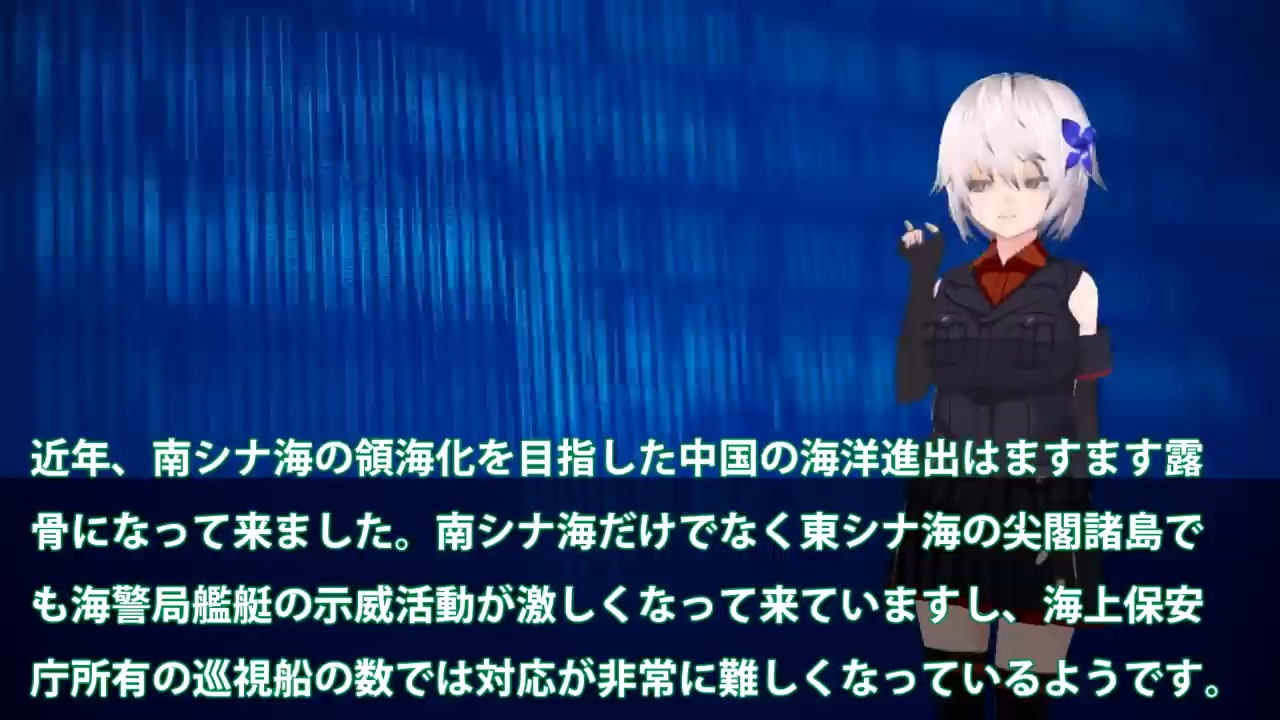 近年、南シナ海の領海化を目指した中国の海洋進出はますます露
骨になって来ました。南シナ海だけでなく東シナ海の尖閣諸島で
も海警局艦艇の示威活動が激しくなって来ていますし、海上保安
庁所有の巡視船の数では対応が非常に難しくなっているようです。